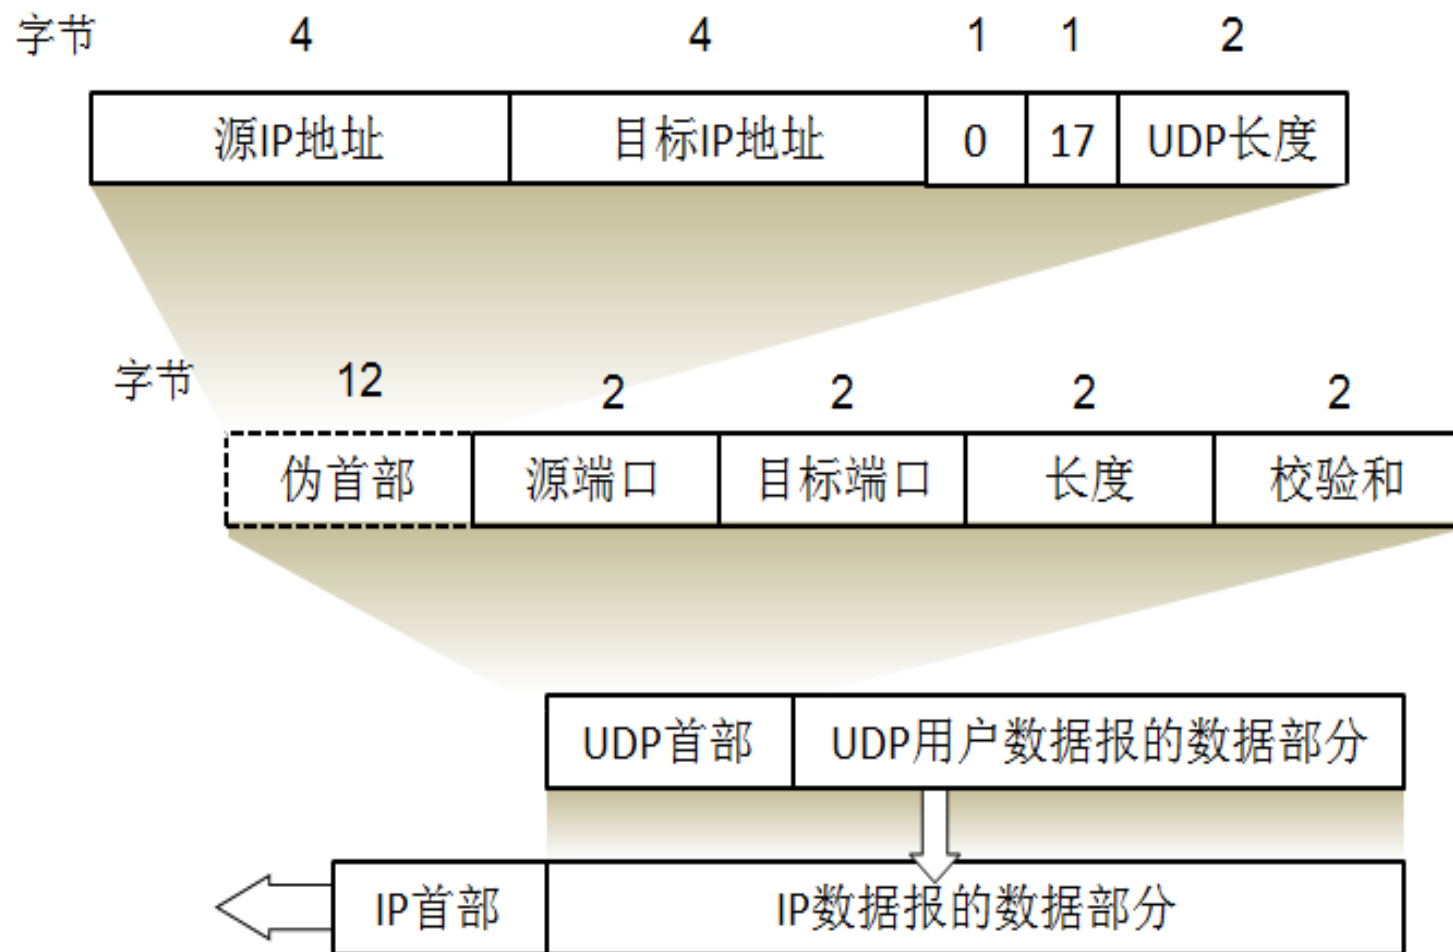 字节 4 4 1 1 2
源IP地址 目标IP地址 0 17 UDP长度
字节 12 2 2 2 2
伪首部 源端口 目标端口 长度 校验和
UDP首部 UDP用户数据报的数据部分
IP首部 IP数据报的数据部分